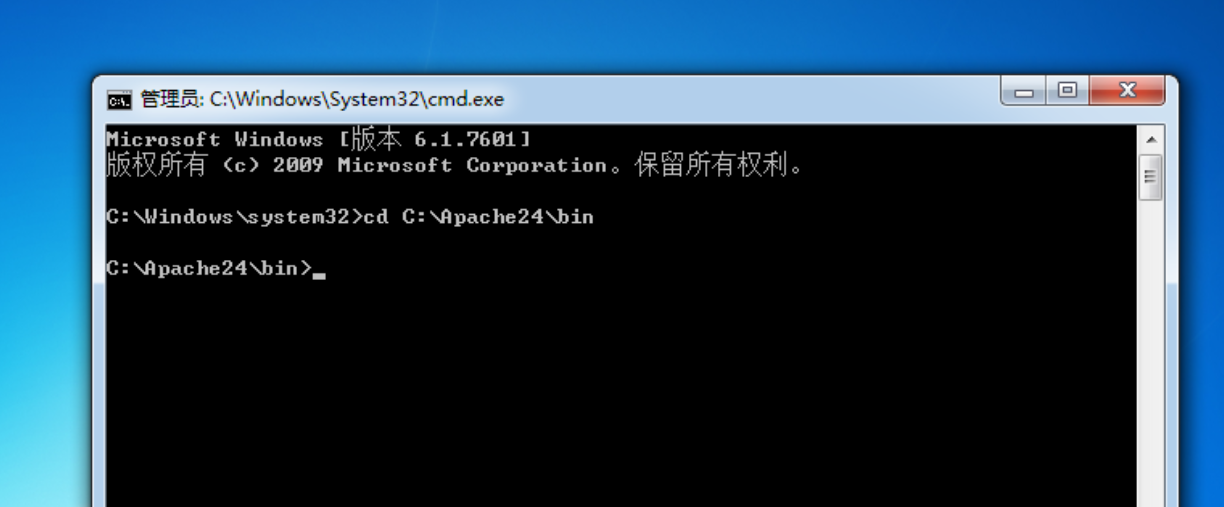 管理员: C:\Windows\System32\cmd.exe
Microsoft Windows [版本 6.1.7601]
版权所有 (c) 2009 Microsoft Corporation。保留所有权利。
C:\Windows\system32>cd C:\Apache24\bin
C:\Apache24\bin>_